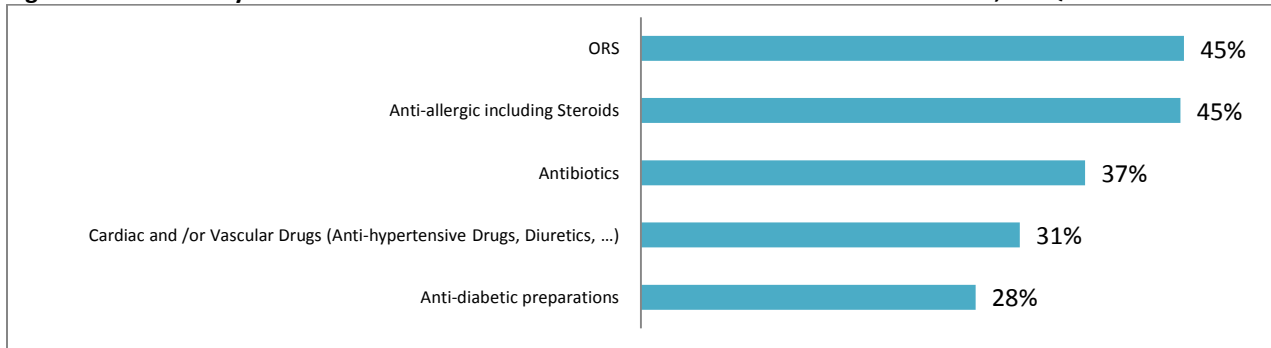 ORS
45%
Anti-allergic including Steroids
45%
Antibiotics
37%
Cardiac and /or Vascular Drugs (Anti-hypertensive Drugs, Diuretics, ...)
31%
Anti-diabetic preparations
28%